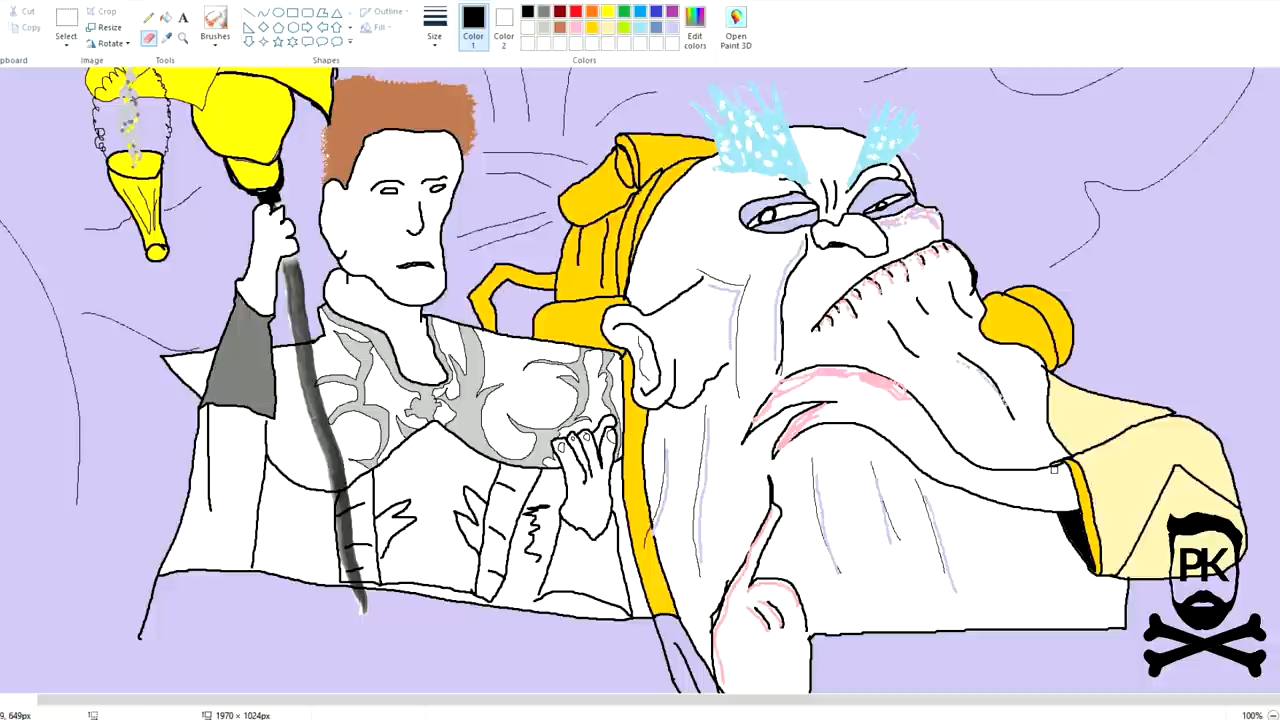 Cut
Copy
Select
Crop
Resize
Rotate
A
Brushes
Outline
Fill
Size
Color
1
Color
2
Edit
colors
Open
Paint 3D
pboard
Image
Tools
Shapes
Colors
PK
9, 649px
1970 × 1024px
100%